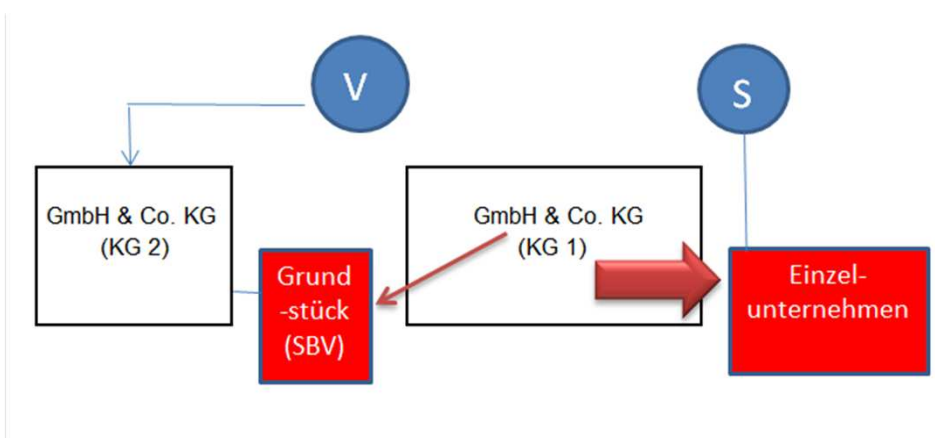 V
S
GmbH & Co. KG
(KG 2)
GmbH & Co. KG
(KG 1)
Grund
-stück
(SBV)
Einzel-
unternehmen